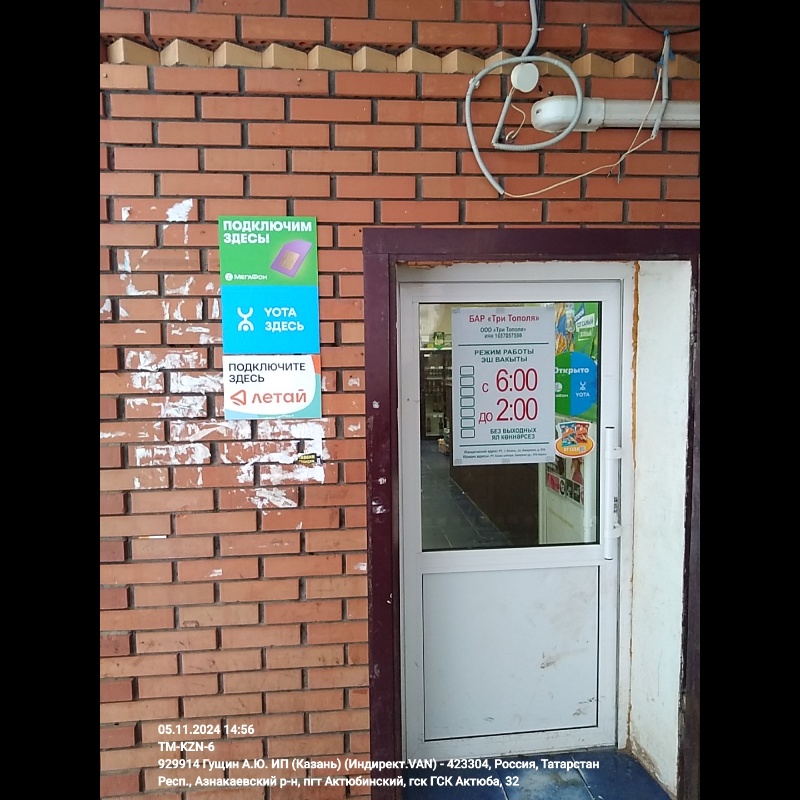 ПОДКЛЮЧИМ
ЗДЕСЬ!
МЕГАФОН
YOTA
ЗДЕСЬ
ПОДКЛЮЧИТЕ
ЗДЕСЬ
летай
БАР «Три Тополя»
ООО «Три Тополя»
РЕЖИМ РАБОТЫ
ЭШ ВАКЫТЫ
с 6:00
до 2:00
БЕЗ ВЫХОДНЫХ
ЯЛ КӨННӘРСЕЗ
Открыто
YOTA
05.11.2024 14:56
TM-KZN-6
929914 Гущин А.Ю. ИП (Казань) (Индирект.VAN) - 423304, Россия, Татарстан
Респ., Азнакаевский р-н, пгт Актюбинский, гск ГСК Актюба, 32